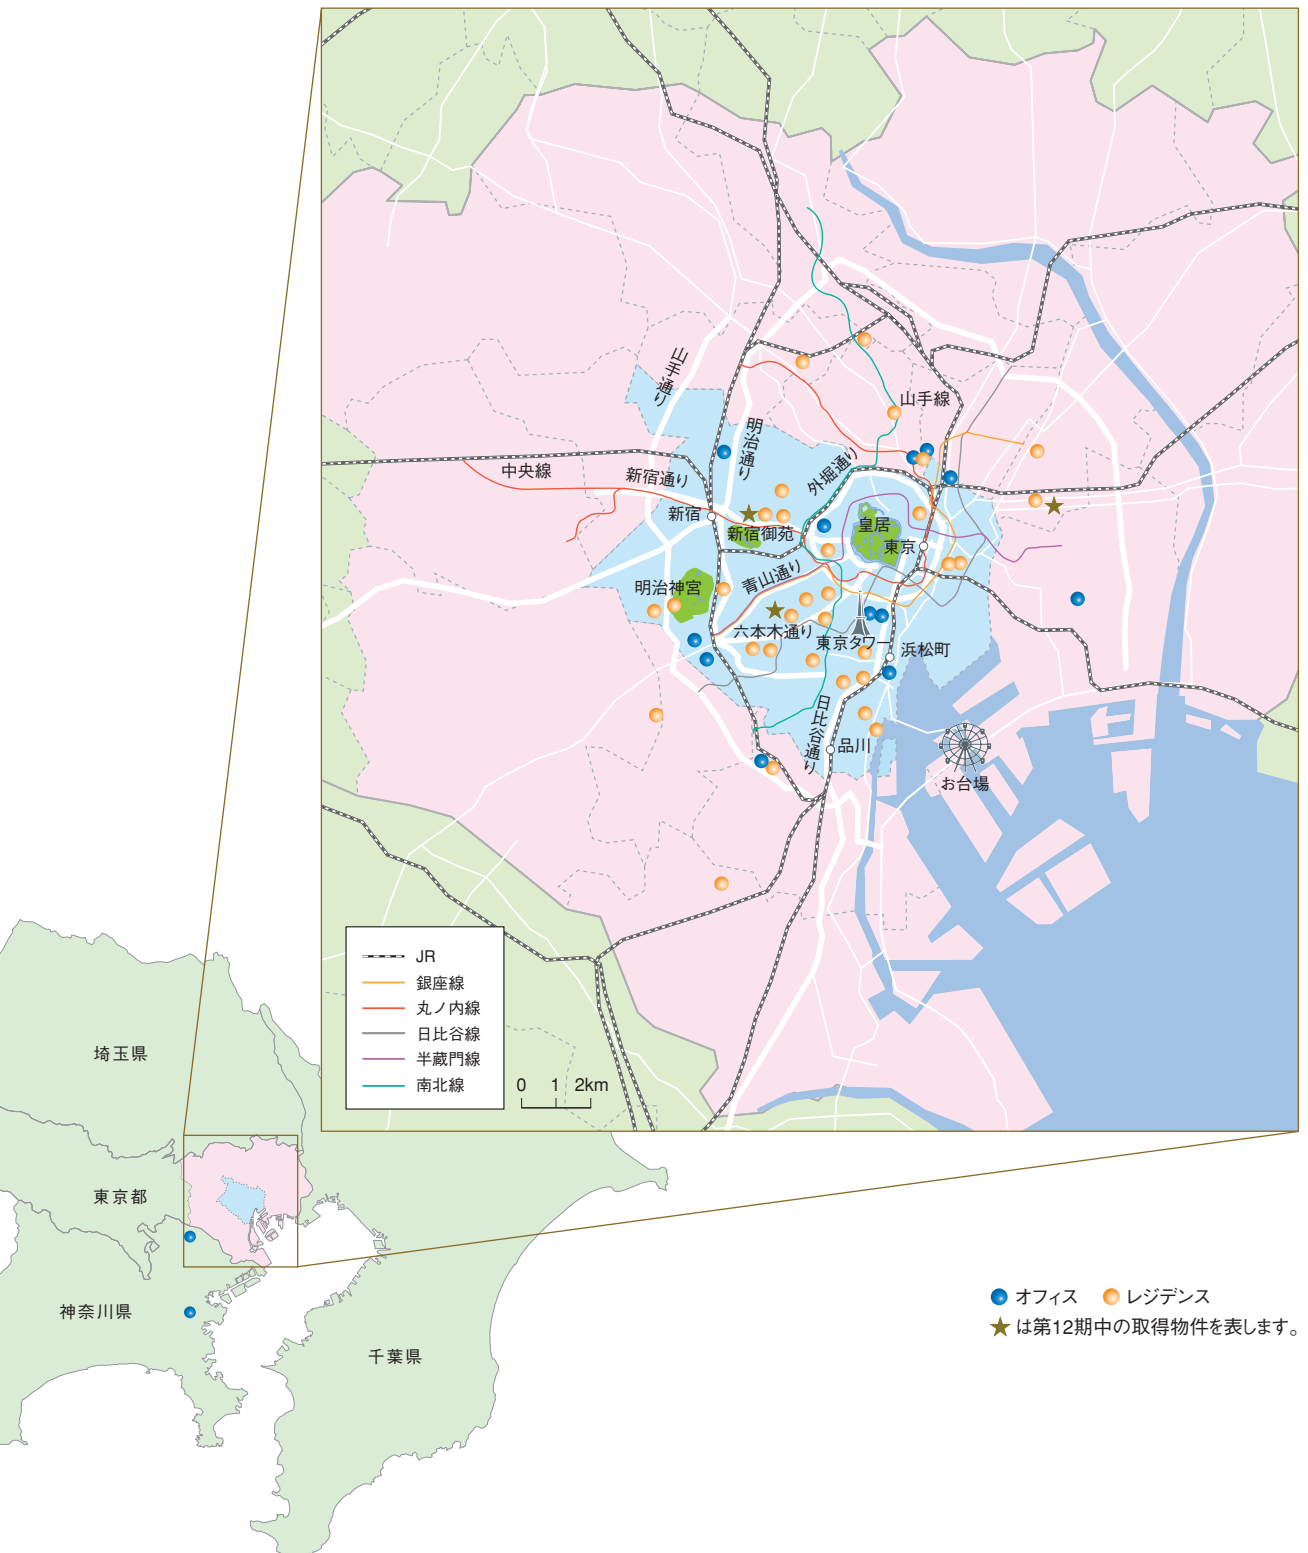 山手通り
明治通り
山手線
中央線
新宿通り
外堀通り
新宿
新宿御苑
皇居
東京
明治神宮
青山通り
六本木通り
東京タワー
浜松町
日比谷通り
品川
お台場
JR
銀座線
丸ノ内線
日比谷線
半蔵門線
南北線
0 1 2km
埼玉県
東京都
神奈川県
千葉県
オフィス レジデンス
★は第12期中の取得物件を表します。